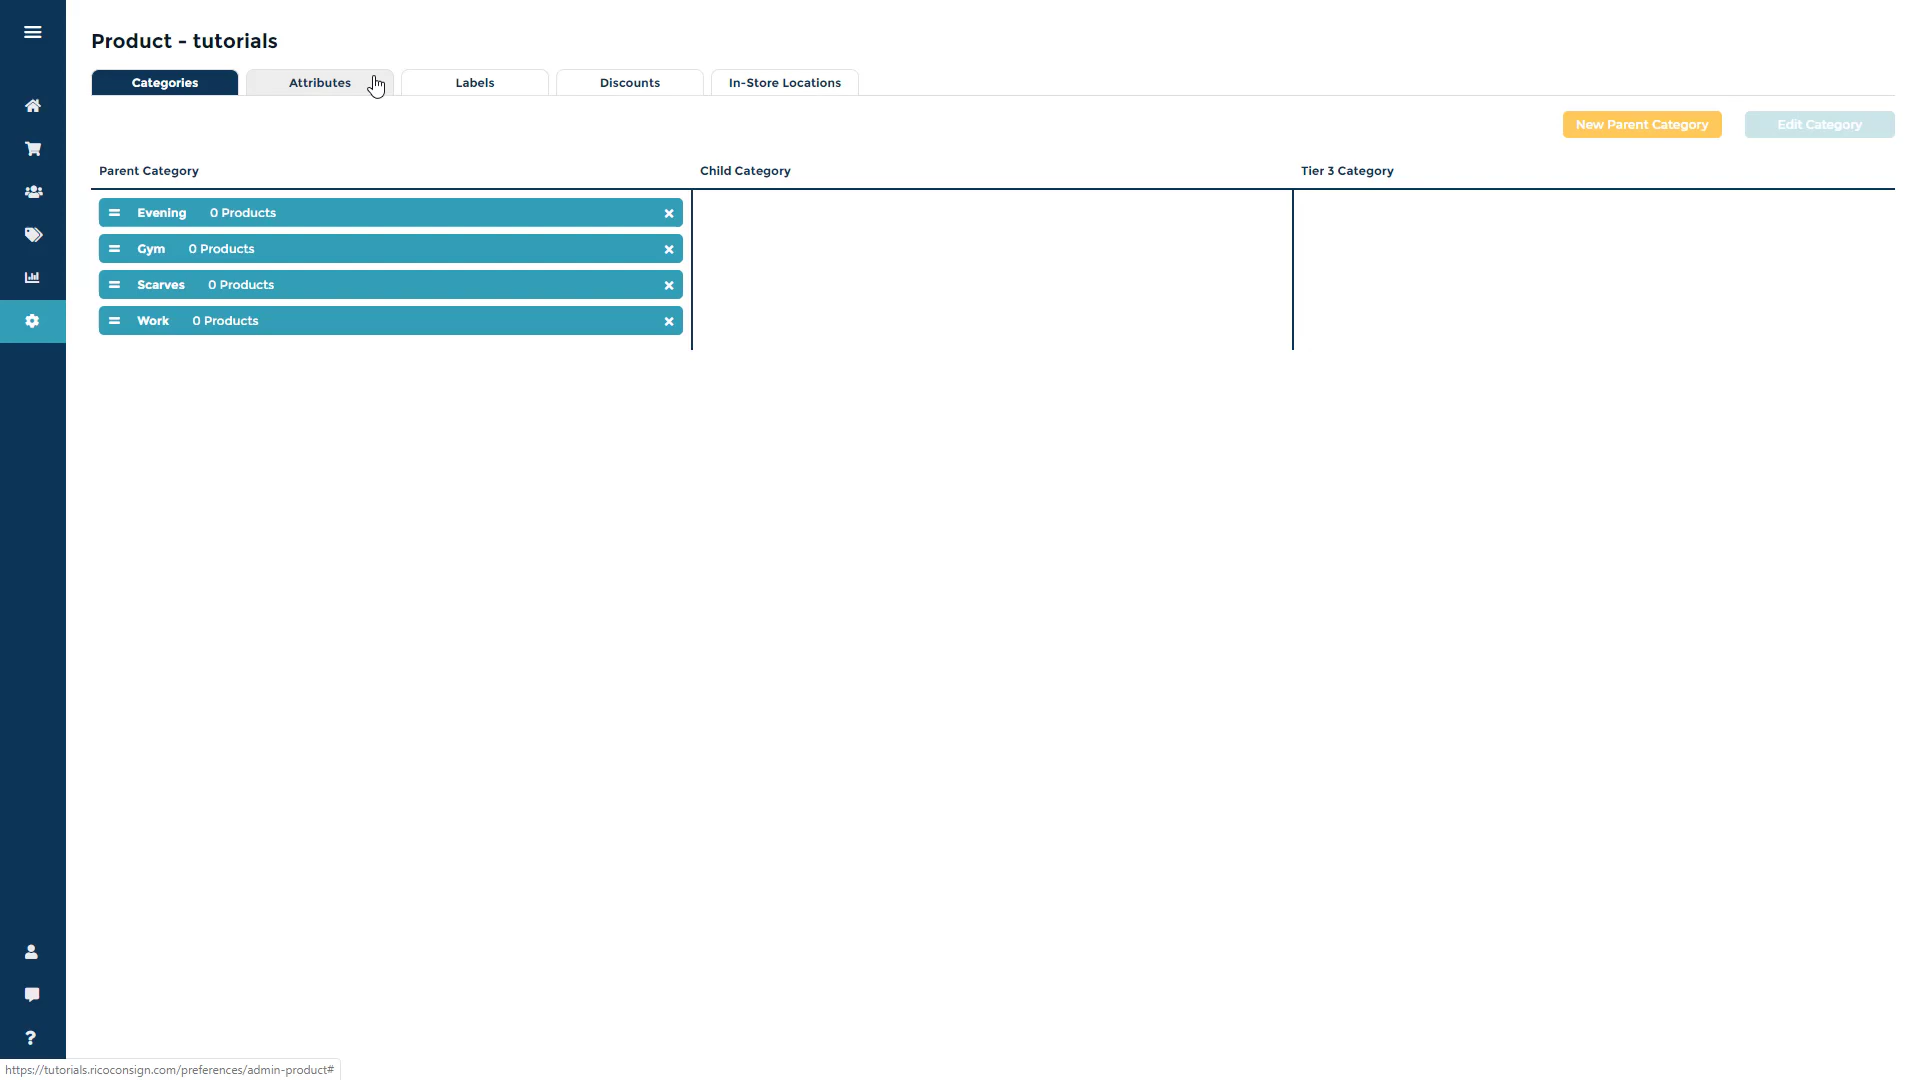 Product - tutorials
Categories
Attributes
Labels
Discounts
In-Store Locations
New Parent Category
Edit Category
Parent Category
Child Category
Tier 3 Category
Evening 0 Products
Gym 0 Products
Scarves 0 Products
Work 0 Products
https://tutorials.ricoconsign.com/preferences/admin-product#